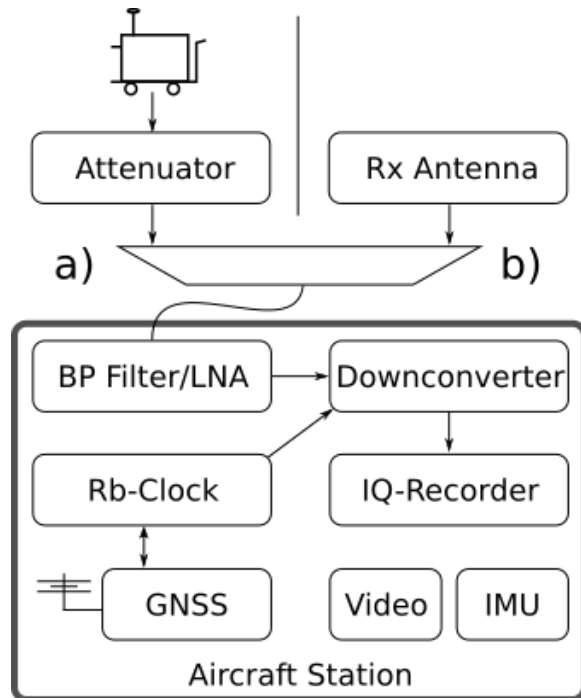 Attenuator
Rx Antenna
a)
b)
BP Filter/LNA
Downconverter
Rb-Clock
IQ-Recorder
GNSS
Video
IMU
Aircraft Station